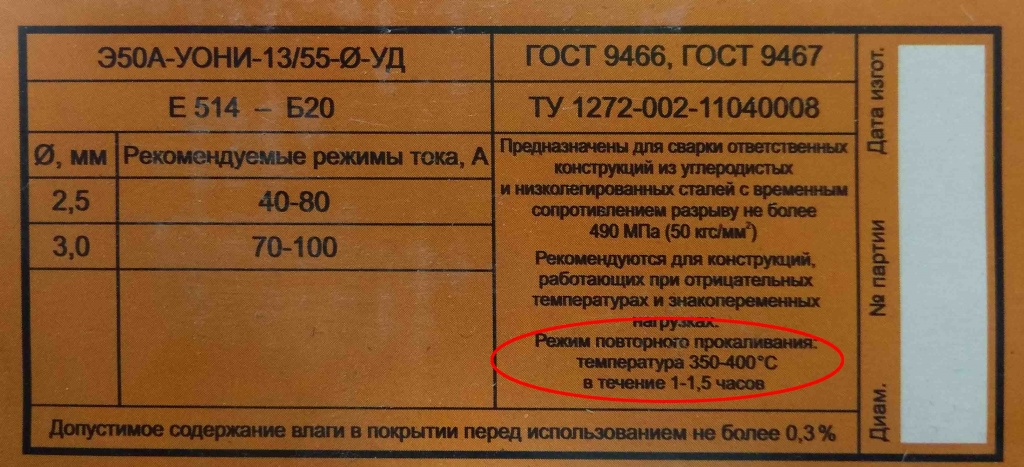 Э50А-УОНИ-13/55-Ø-УД
ГОСТ 9466, ГОСТ 9467
Е 514 – Б20
ТУ 1272-002-11040008
Ø, мм
Рекомендуемые режимы тока, А
2,5
40-80
3,0
70-100
Предназначены для сварки ответственных
конструкций из углеродистых
и низколегированных сталей с временным
сопротивлением разрыву не более
490 МПа (50 кгс/мм²)
Рекомендуются для конструкций,
работающих при отрицательных
температурах и знакопеременных
нагрузках.
Режим повторного прокаливания:
температура 350-400°С
в течение 1-1,5 часов
Дата изгот.
№ партии
Диам.
Допустимое содержание влаги в покрытии перед использованием не более 0,3 %